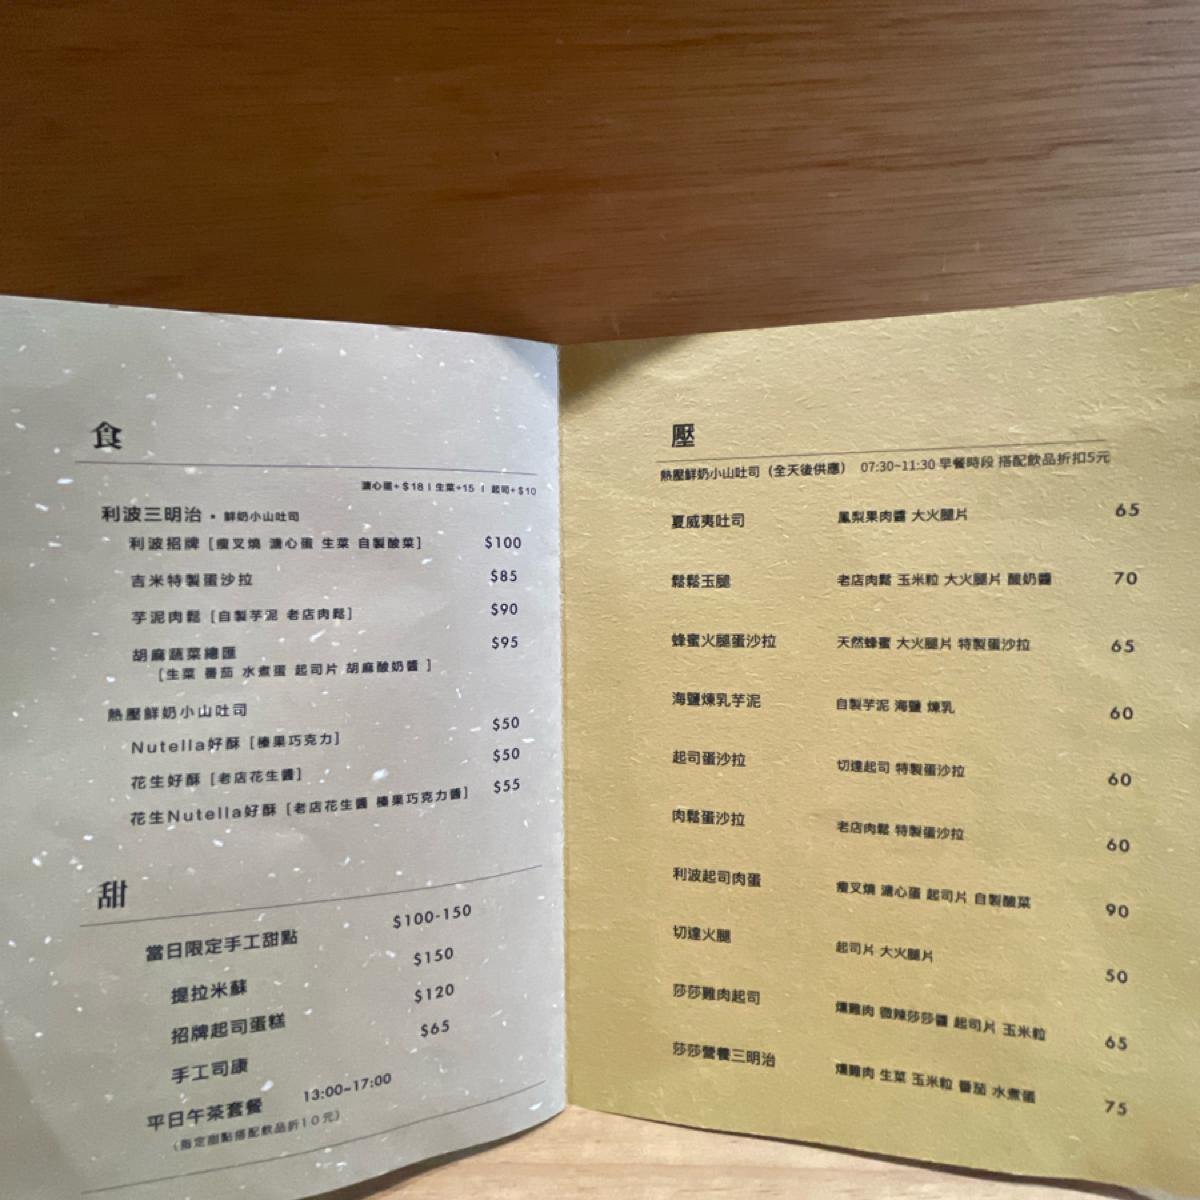 食
溏心蛋+$18 | 生菜+15 | 起司+$10
利波三明治 • 鮮奶小山吐司
利波招牌 [瘦叉燒 溏心蛋 生菜 自製酸菜] $100
吉米特製蛋沙拉 $85
芋泥肉鬆 [自製芋泥 老店肉鬆] $90
胡麻蔬菜總匯 $95
[生菜 番茄 水煮蛋 起司片 胡麻酸奶醬 ]
熱壓鮮奶小山吐司
Nutella好酥 [榛果巧克力] $50
花生好酥 [老店花生醬] $50
花生Nutella好酥 [老店花生醬 榛果巧克力醬] $55
甜
當日限定手工甜點 $100-150
提拉米蘇 $150
招牌起司蛋糕 $120
手工司康 $65
平日午茶套餐 13:00~17:00
(指定甜點搭配飲品折10元)
壓
熱壓鮮奶小山吐司（全天後供應） 07:30~11:30 早餐時段 搭配飲品折扣5元
夏威夷吐司 鳳梨果肉醬 大火腿片 65
鬆鬆玉腿 老店肉鬆 玉米粒 大火腿片 酸奶醬 70
蜂蜜火腿蛋沙拉 天然蜂蜜 大火腿片 特製蛋沙拉 65
海鹽煉乳芋泥 自製芋泥 海鹽 煉乳 60
起司蛋沙拉 切達起司 特製蛋沙拉 60
肉鬆蛋沙拉 老店肉鬆 特製蛋沙拉 60
利波起司肉蛋 瘦叉燒 溏心蛋 起司片 自製酸菜 90
切達火腿 起司片 大火腿片 50
莎莎雞肉起司 燻雞肉 微辣莎莎醬 起司片 玉米粒 65
莎莎營養三明治 燻雞肉 生菜 玉米粒 番茄 水煮蛋 75